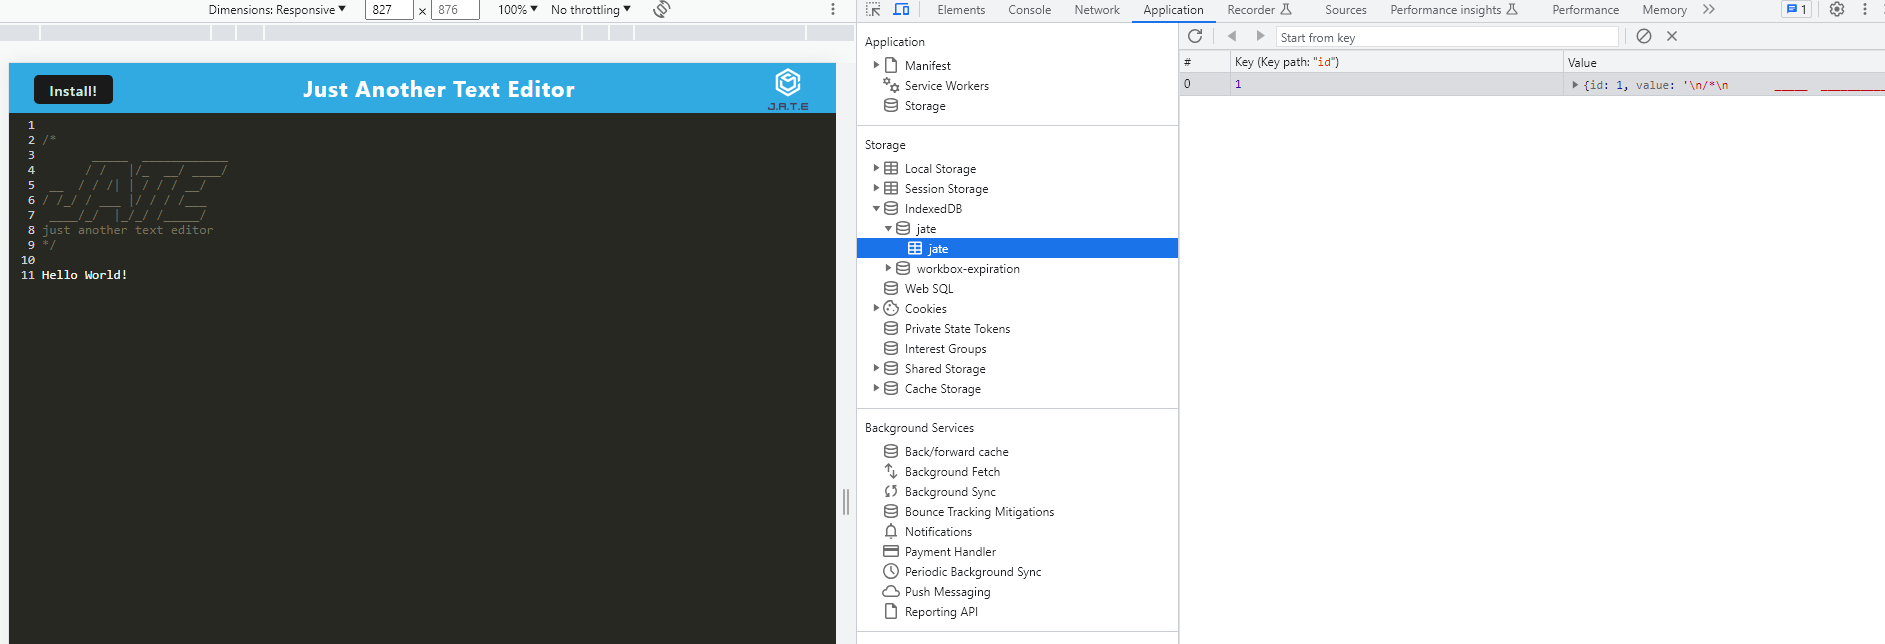 Dimensions: Responsive 827 x 876 100% No throttling
Install! Just Another Text Editor J.A.T.E
1
2 /*
3 _____ ____________
4 / / |/_ __/ ____/
5 __ / / /| | / / / __/
6 / /_/ / ___ |/ / / /___
7 ____/_/ |_/_/ /_____/
8 just another text editor
9 */
10
11 Hello World!
Elements Console Network Application Recorder Sources Performance insights Performance Memory 1
Application
Manifest
Service Workers
Storage
Storage
Local Storage
Session Storage
IndexedDB
jate
jate
workbox-expiration
Web SQL
Cookies
Private State Tokens
Interest Groups
Shared Storage
Cache Storage
Background Services
Back/forward cache
Background Fetch
Background Sync
Bounce Tracking Mitigations
Notifications
Payment Handler
Periodic Background Sync
Push Messaging
Reporting API
Start from key
# Key (Key path: "id") Value
0 1 {id: 1, value: '\n/*\n _____ __________